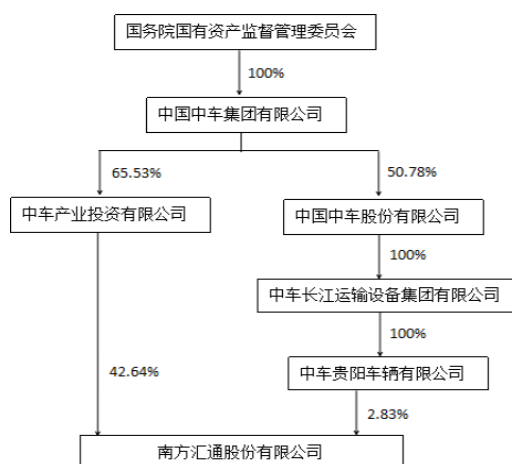 国务院国有资产监督管理委员会
100%
中国中车集团有限公司
65.53%
50.78%
中车产业投资有限公司
中国中车股份有限公司
100%
中车长江运输设备集团有限公司
100%
42.64%
中车贵阳车辆有限公司
2.83%
南方汇通股份有限公司